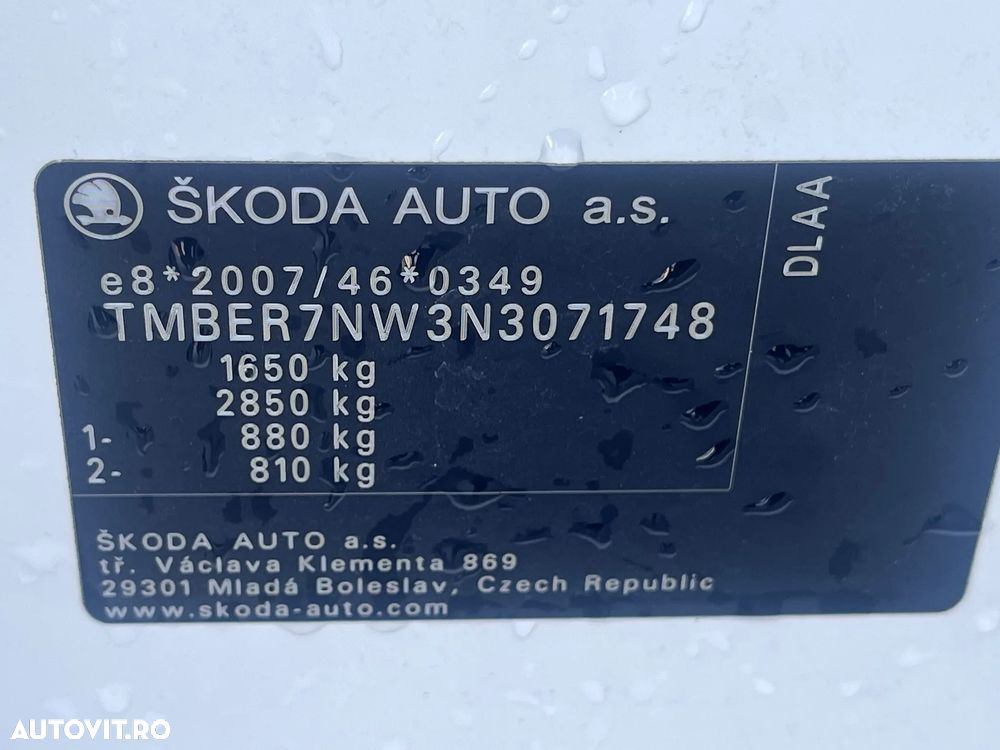 ŠKODA AUTO a.s.
e8*2007/46*0349
TMBER7NW3N3071748
1650 kg
2850 kg
1- 880 kg
2- 810 kg
DLAA
ŠKODA AUTO a.s.
tř. Václava Klementa 869
29301 Mladá Boleslav, Czech Republic
www.skoda-auto.com
AUTOVIT.RO